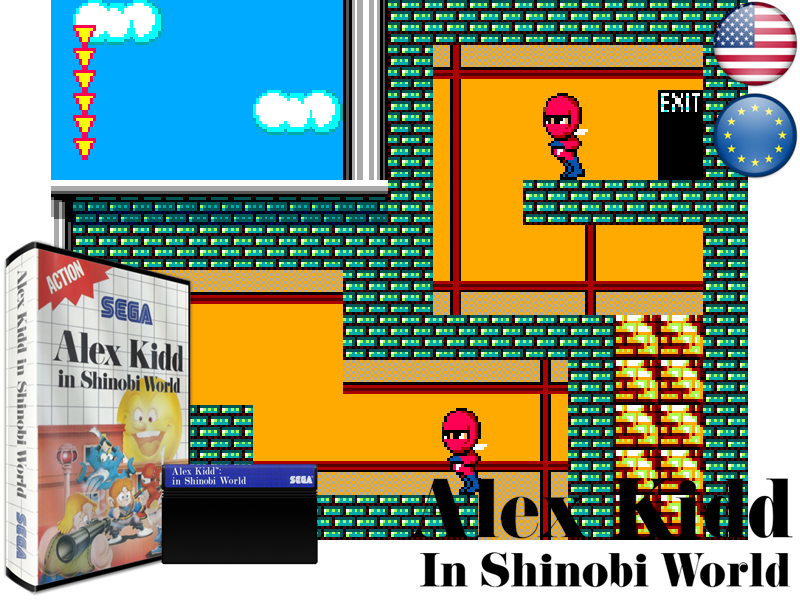 EXIT
ACTION
SEGA
Alex Kidd
in Shinobi World
Alex Kidd in Shinobi World
SEGA
Alex Kidd™:
in Shinobi World
SEGA
Alex Kidd
In Shinobi World